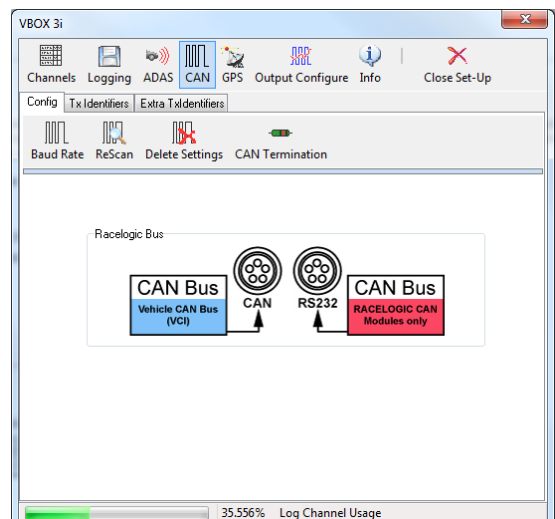 VBOX 3i
Channels Logging ADAS CAN GPS Output Configure Info Close Set-Up
Config Tx Identifiers Extra TxIdentifiers
Baud Rate ReScan Delete Settings CAN Termination
Racelogic Bus
CAN Bus
Vehicle CAN Bus
(VCI)
CAN
RS232
CAN Bus
RACELOGIC CAN
Modules only
35.556% Log Channel Usage